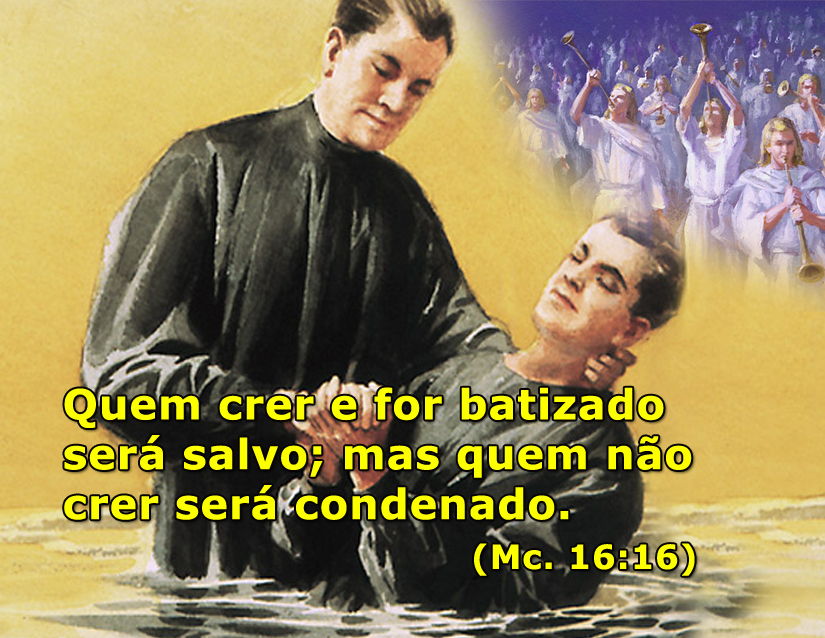 Quem crer e for batizado
será salvo; mas quem não
crer será condenado.
(Mc. 16:16)